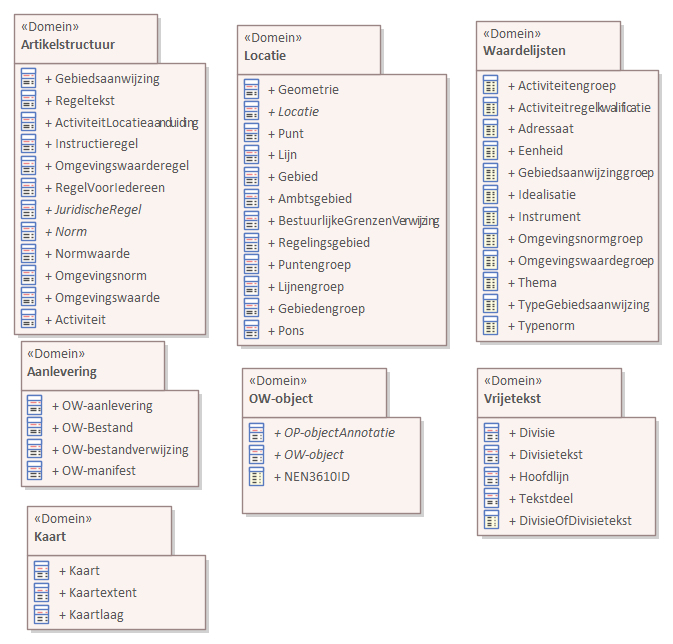 «Domein»
Artikelstructuur
+ Gebiedsaanwijzing
+ Regeltekst
+ ActiviteitLocatieaanduiding
+ Instructieregel
+ Omgevingswaarderegel
+ RegelVoorIedereen
+ JuridischeRegel
+ Norm
+ Normwaarde
+ Omgevingsnorm
+ Omgevingswaarde
+ Activiteit
«Domein»
Locatie
+ Geometrie
+ Locatie
+ Punt
+ Lijn
+ Gebied
+ Ambtsgebied
+ BestuurlijkeGrenzenVerwijzing
+ Regelingsgebied
+ Puntengroep
+ Lijnengroep
+ Gebiedengroep
+ Pons
«Domein»
Waardelijsten
+ Activiteitengroep
+ Activiteitregelkwalificatie
+ Adressaat
+ Eenheid
+ Gebiedsaanwijzinggroep
+ Idealisatie
+ Instrument
+ Omgevingsnormgroep
+ Omgevingswaardegroep
+ Thema
+ TypeGebiedsaanwijzing
+ Typenorm
«Domein»
Aanlevering
+ OW-aanlevering
+ OW-Bestand
+ OW-bestandverwijzing
+ OW-manifest
«Domein»
OW-object
+ OP-objectAnnotatie
+ OW-object
+ NEN3610ID
«Domein»
Vrijetekst
+ Divisie
+ Divisietekst
+ Hoofdlijn
+ Tekstdeel
+ DivisieOfDivisietekst
«Domein»
Kaart
+ Kaart
+ Kaartextent
+ Kaartlaag